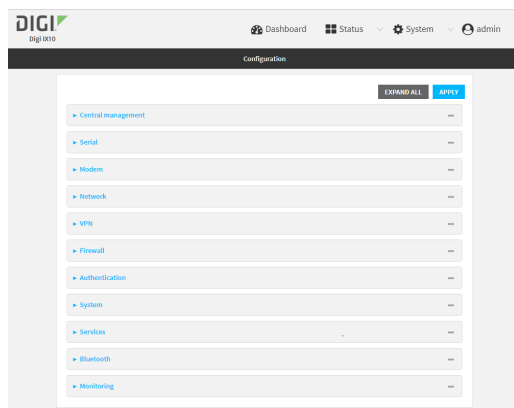 DIGI
Digi IX10
Dashboard Status System admin
Configuration
EXPAND ALL APPLY
Central management
Serial
Modem
Network
VPN
Firewall
Authentication
System
Services
Bluetooth
Monitoring